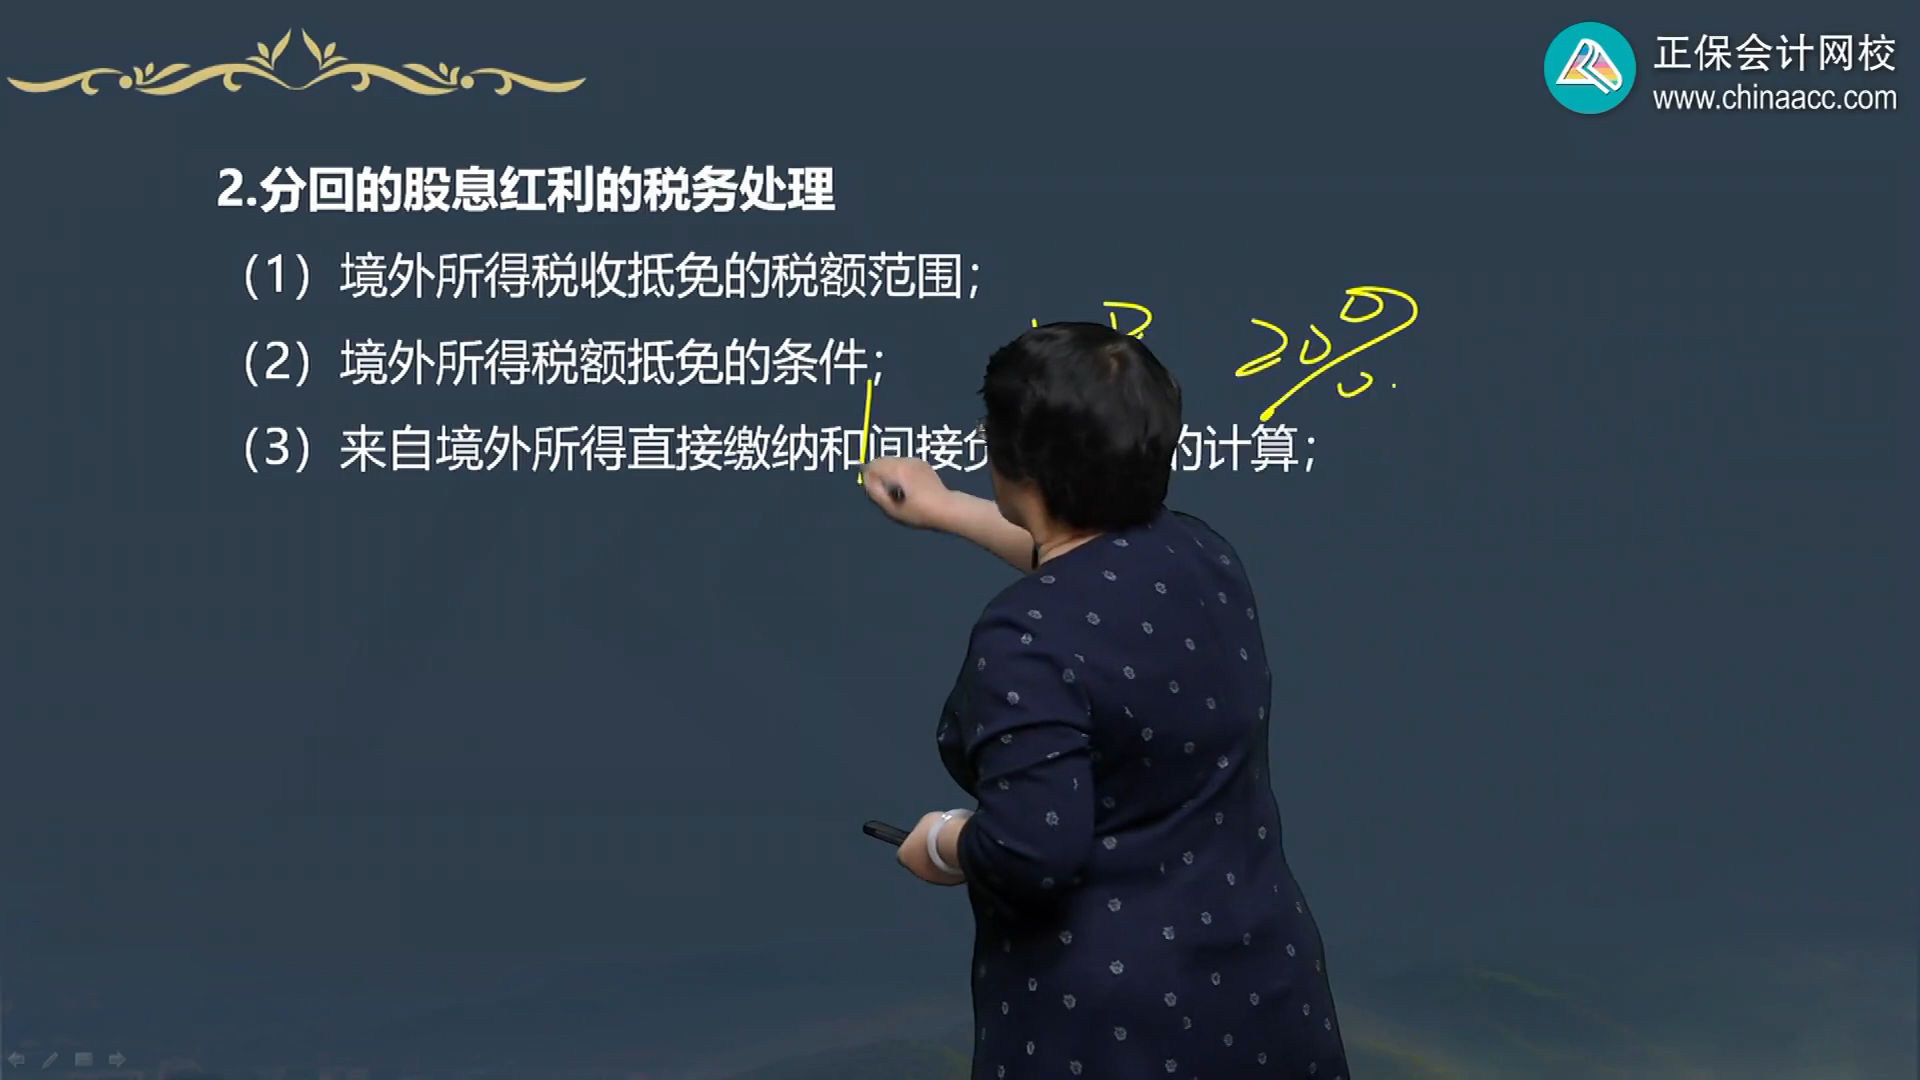 正保会计网校
www.chinaacc.com
2.分回的股息红利的税务处理
（1）境外所得税收抵免的税额范围；
（2）境外所得税额抵免的条件；
20%
（3）来自境外所得直接缴纳和间接 的计算；